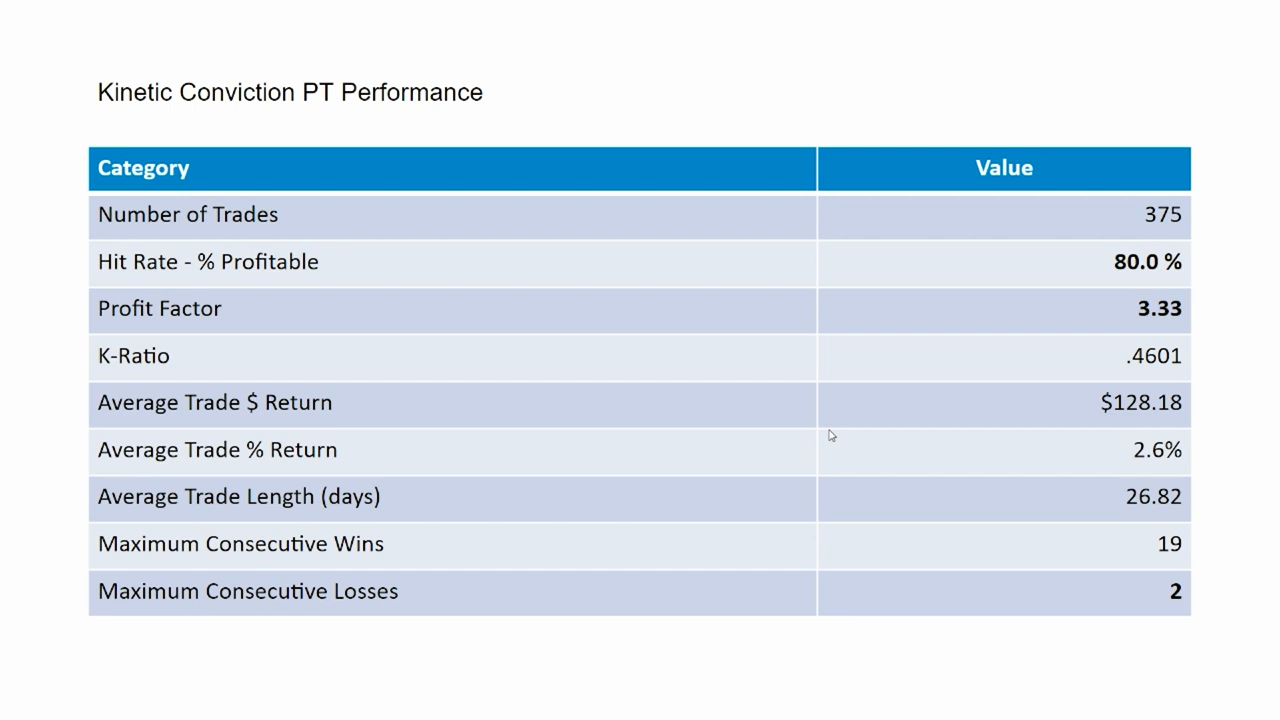 Kinetic Conviction PT Performance
Category Value
Number of Trades 375
Hit Rate - % Profitable 80.0 %
Profit Factor 3.33
K-Ratio .4601
Average Trade $ Return $128.18
Average Trade % Return 2.6%
Average Trade Length (days) 26.82
Maximum Consecutive Wins 19
Maximum Consecutive Losses 2